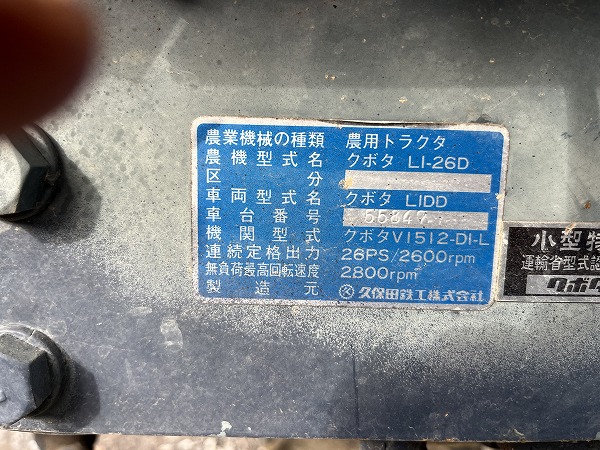 農業機械の種類 農用トラクタ
農機型式名 クボタ L1-26D
区分
車両型式名 クボタ L1DD
車台番号 55847
機関型式 クボタV1512-DI-L
連続定格出力 26PS/2600rpm
無負荷最高回転速度 2800rpm
製造元 久保田鉄工株式会社
小型特
運輸省型式認
クボタ